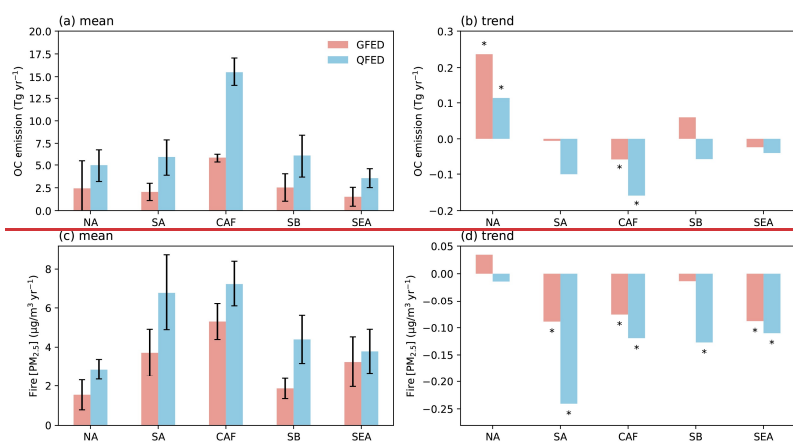 (a) mean
20.0
17.5
15.0
12.5
10.0
7.5
5.0
2.5
0.0
OC emission (Tg yr⁻¹)
GFED
QFED
NA SA CAF SB SEA
(b) trend
0.3
0.2
0.1
0.0
−0.1
−0.2
OC emission (Tg yr⁻¹)
* * * *
NA SA CAF SB SEA
(c) mean
8
6
4
2
0
Fire [PM₂.₅] (μg/m³ yr⁻¹)
NA SA CAF SB SEA
(d) trend
0.05
0.00
−0.05
−0.10
−0.15
−0.20
−0.25
Fire [PM₂.₅] (μg/m³ yr⁻¹)
* * * * * * *
NA SA CAF SB SEA